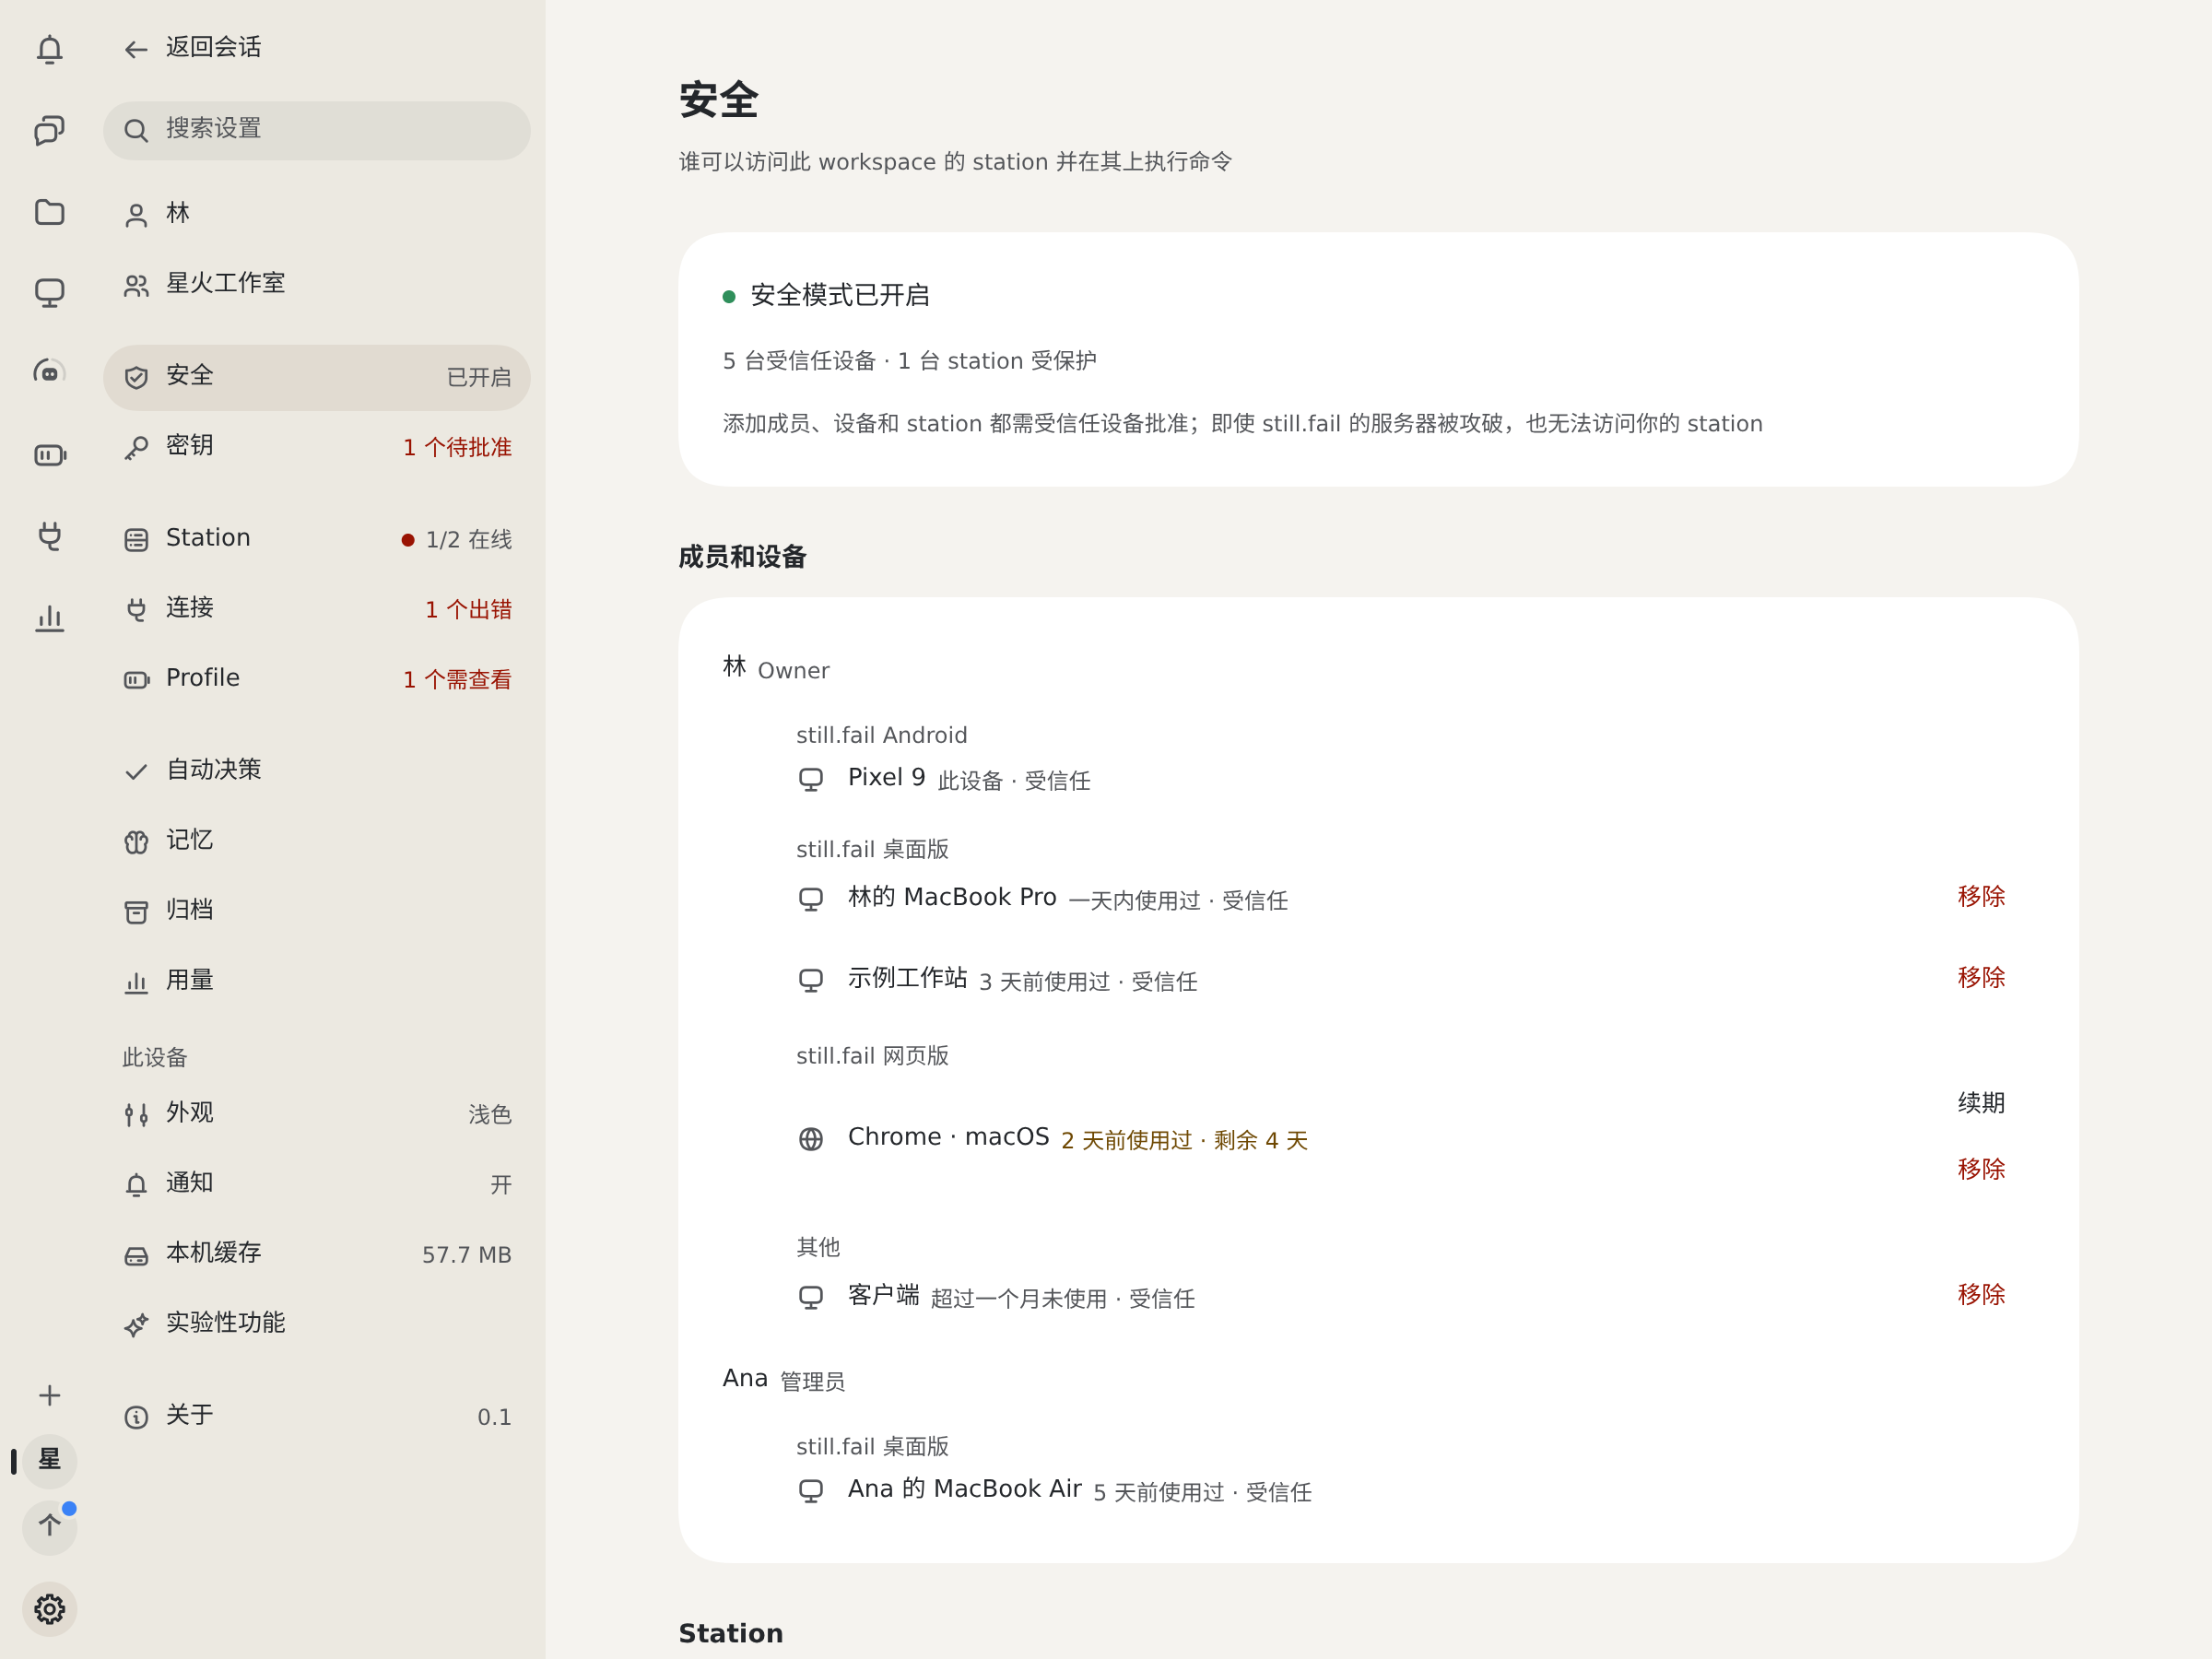 返回会话
搜索设置
林
星火工作室
安全 已开启
密钥 1 个待批准
Station 1/2 在线
连接 1 个出错
Profile 1 个需查看
自动决策
记忆
归档
用量
此设备
外观 浅色
通知 开
本机缓存 57.7 MB
实验性功能
关于 0.1
星
个
安全
谁可以访问此 workspace 的 station 并在其上执行命令
安全模式已开启
5 台受信任设备 · 1 台 station 受保护
添加成员、设备和 station 都需受信任设备批准；即使 still.fail 的服务器被攻破，也无法访问你的 station
成员和设备
林 Owner
still.fail Android
Pixel 9 此设备 · 受信任
still.fail 桌面版
林的 MacBook Pro 一天内使用过 · 受信任 移除
示例工作站 3 天前使用过 · 受信任 移除
still.fail 网页版
续期
Chrome · macOS 2 天前使用过 · 剩余 4 天
移除
其他
客户端 超过一个月未使用 · 受信任 移除
Ana 管理员
still.fail 桌面版
Ana 的 MacBook Air 5 天前使用过 · 受信任
Station